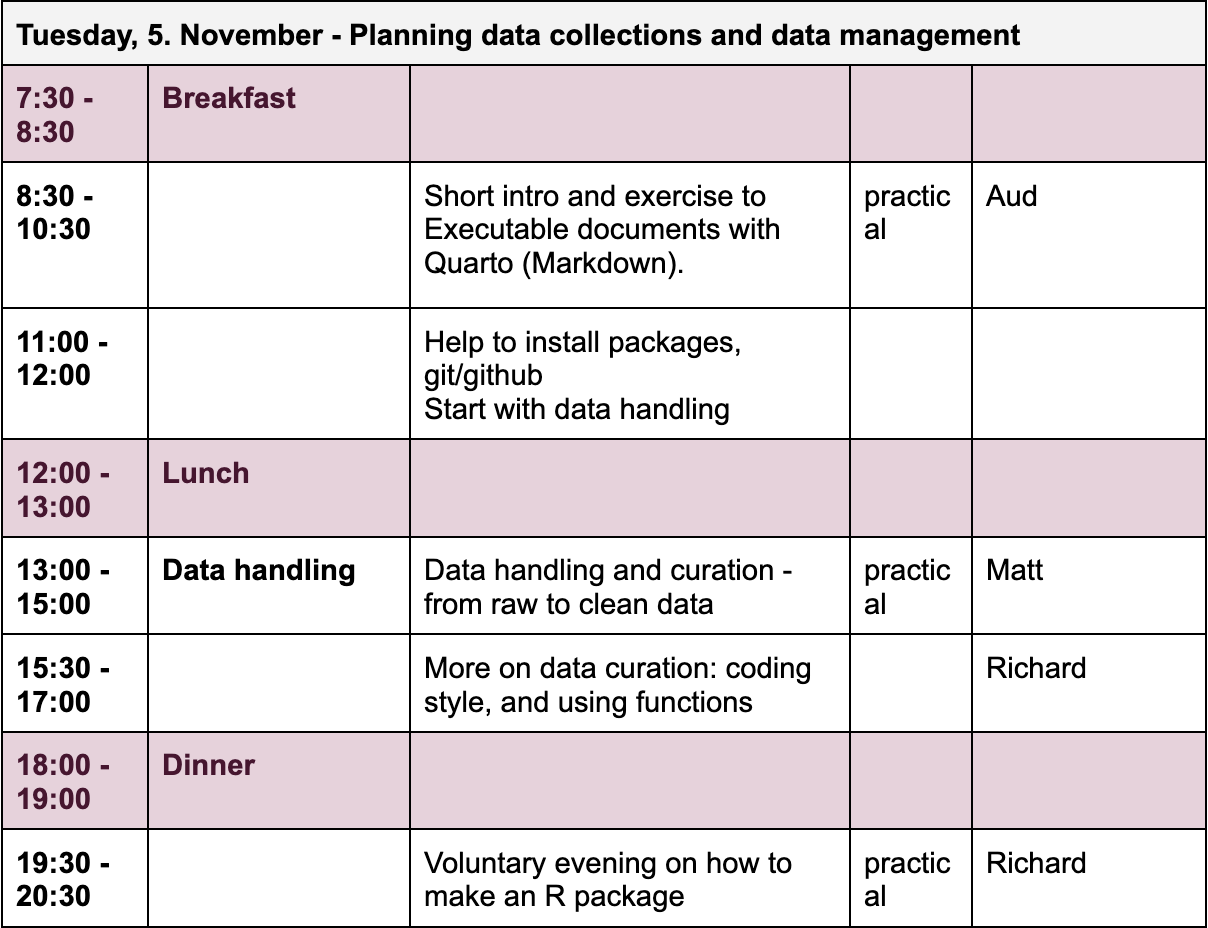 Tuesday, 5. November - Planning data collections and data management
7:30 -
8:30
Breakfast
8:30 -
10:30
Short intro and exercise to
Executable documents with
Quarto (Markdown).
practic
al
Aud
11:00 -
12:00
Help to install packages,
git/github
Start with data handling
12:00 -
13:00
Lunch
13:00 -
15:00
Data handling
Data handling and curation -
from raw to clean data
practic
al
Matt
15:30 -
17:00
More on data curation: coding
style, and using functions
Richard
18:00 -
19:00
Dinner
19:30 -
20:30
Voluntary evening on how to
make an R package
practic
al
Richard